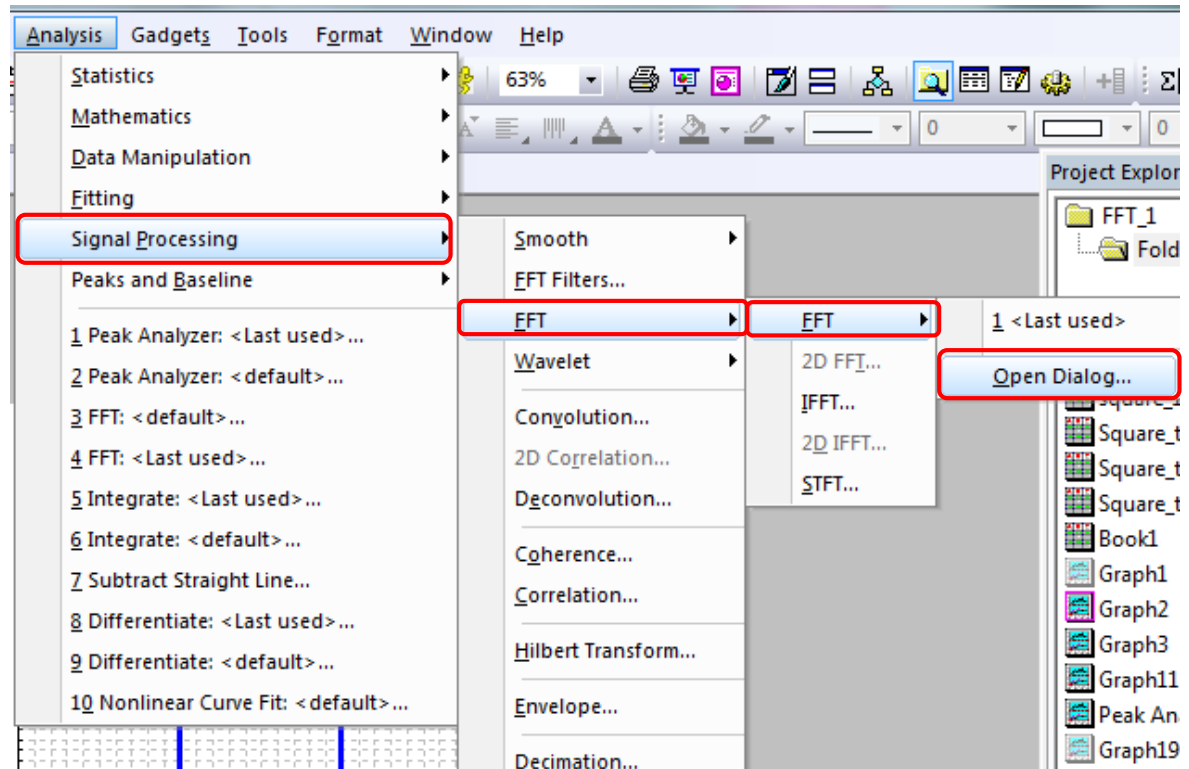 Analysis Gadgets Tools Format Window Help
63%
0
0
Statistics
Mathematics
Data Manipulation
Fitting
Signal Processing
Peaks and Baseline
1 Peak Analyzer: <Last used>...
2 Peak Analyzer: <default>...
3 FFT: <default>...
4 FFT: <Last used>...
5 Integrate: <Last used>...
6 Integrate: <default>...
7 Subtract Straight Line...
8 Differentiate: <Last used>...
9 Differentiate: <default>...
10 Nonlinear Curve Fit: <default>...
Smooth
FFT Filters...
FFT
Wavelet
Convolution...
2D Correlation...
Deconvolution...
Coherence...
Correlation...
Hilbert Transform...
Envelope...
Decimation...
FFT
2D FFT...
IFFT...
2D IFFT...
STFT...
1 <Last used>
Open Dialog...
Project Explor
FFT_1
Fold
Square_t
Square_t
Square_t
Book1
Graph1
Graph2
Graph3
Graph11
Peak An
Graph19